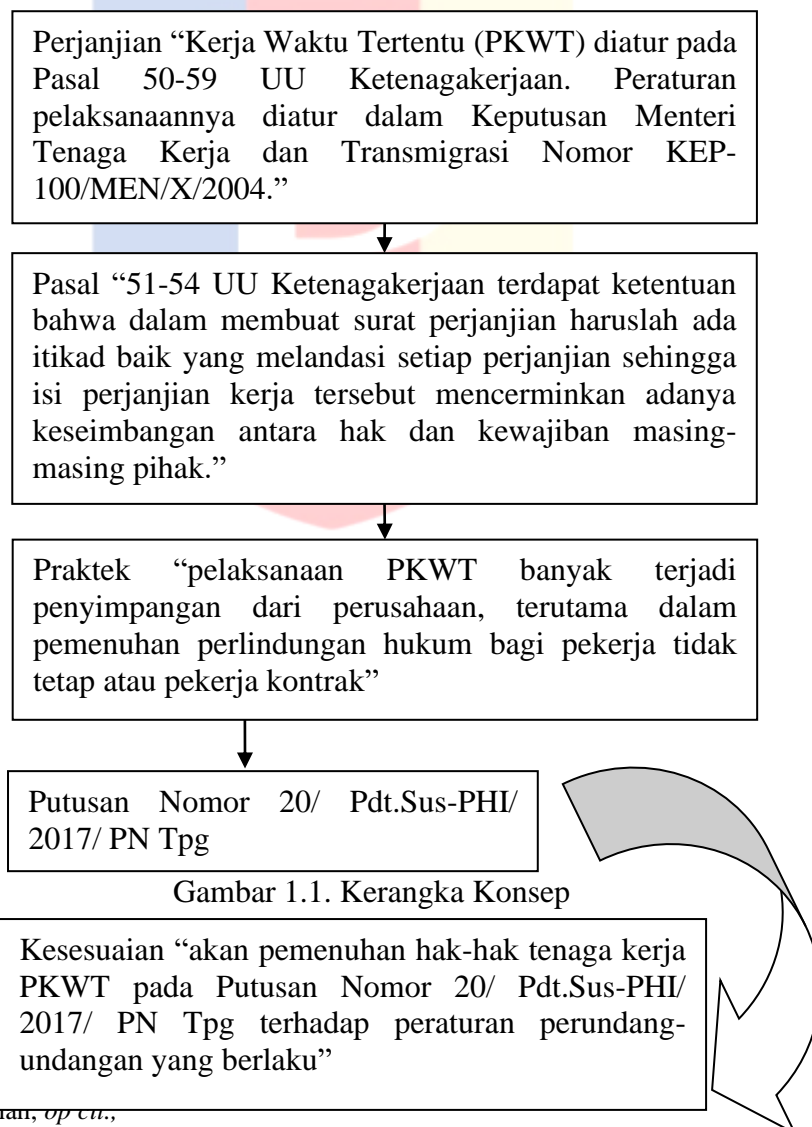 Perjanjian “Kerja Waktu Tertentu (PKWT) diatur pada
Pasal 50-59 UU Ketenagakerjaan. Peraturan
pelaksanaannya diatur dalam Keputusan Menteri
Tenaga Kerja dan Transmigrasi Nomor KEP-
100/MEN/X/2004.”
Pasal “51-54 UU Ketenagakerjaan terdapat ketentuan
bahwa dalam membuat surat perjanjian haruslah ada
itikad baik yang melandasi setiap perjanjian sehingga
isi perjanjian kerja tersebut mencerminkan adanya
keseimbangan antara hak dan kewajiban masing-
masing pihak.”
Praktek “pelaksanaan PKWT banyak terjadi
penyimpangan dari perusahaan, terutama dalam
pemenuhan perlindungan hukum bagi pekerja tidak
tetap atau pekerja kontrak”
Putusan Nomor 20/ Pdt.Sus-PHI/
2017/ PN Tpg
Gambar 1.1. Kerangka Konsep
Kesesuaian “akan pemenuhan hak-hak tenaga kerja
PKWT pada Putusan Nomor 20/ Pdt.Sus-PHI/
2017/ PN Tpg terhadap peraturan perundang-
undangan yang berlaku”
op cit.,